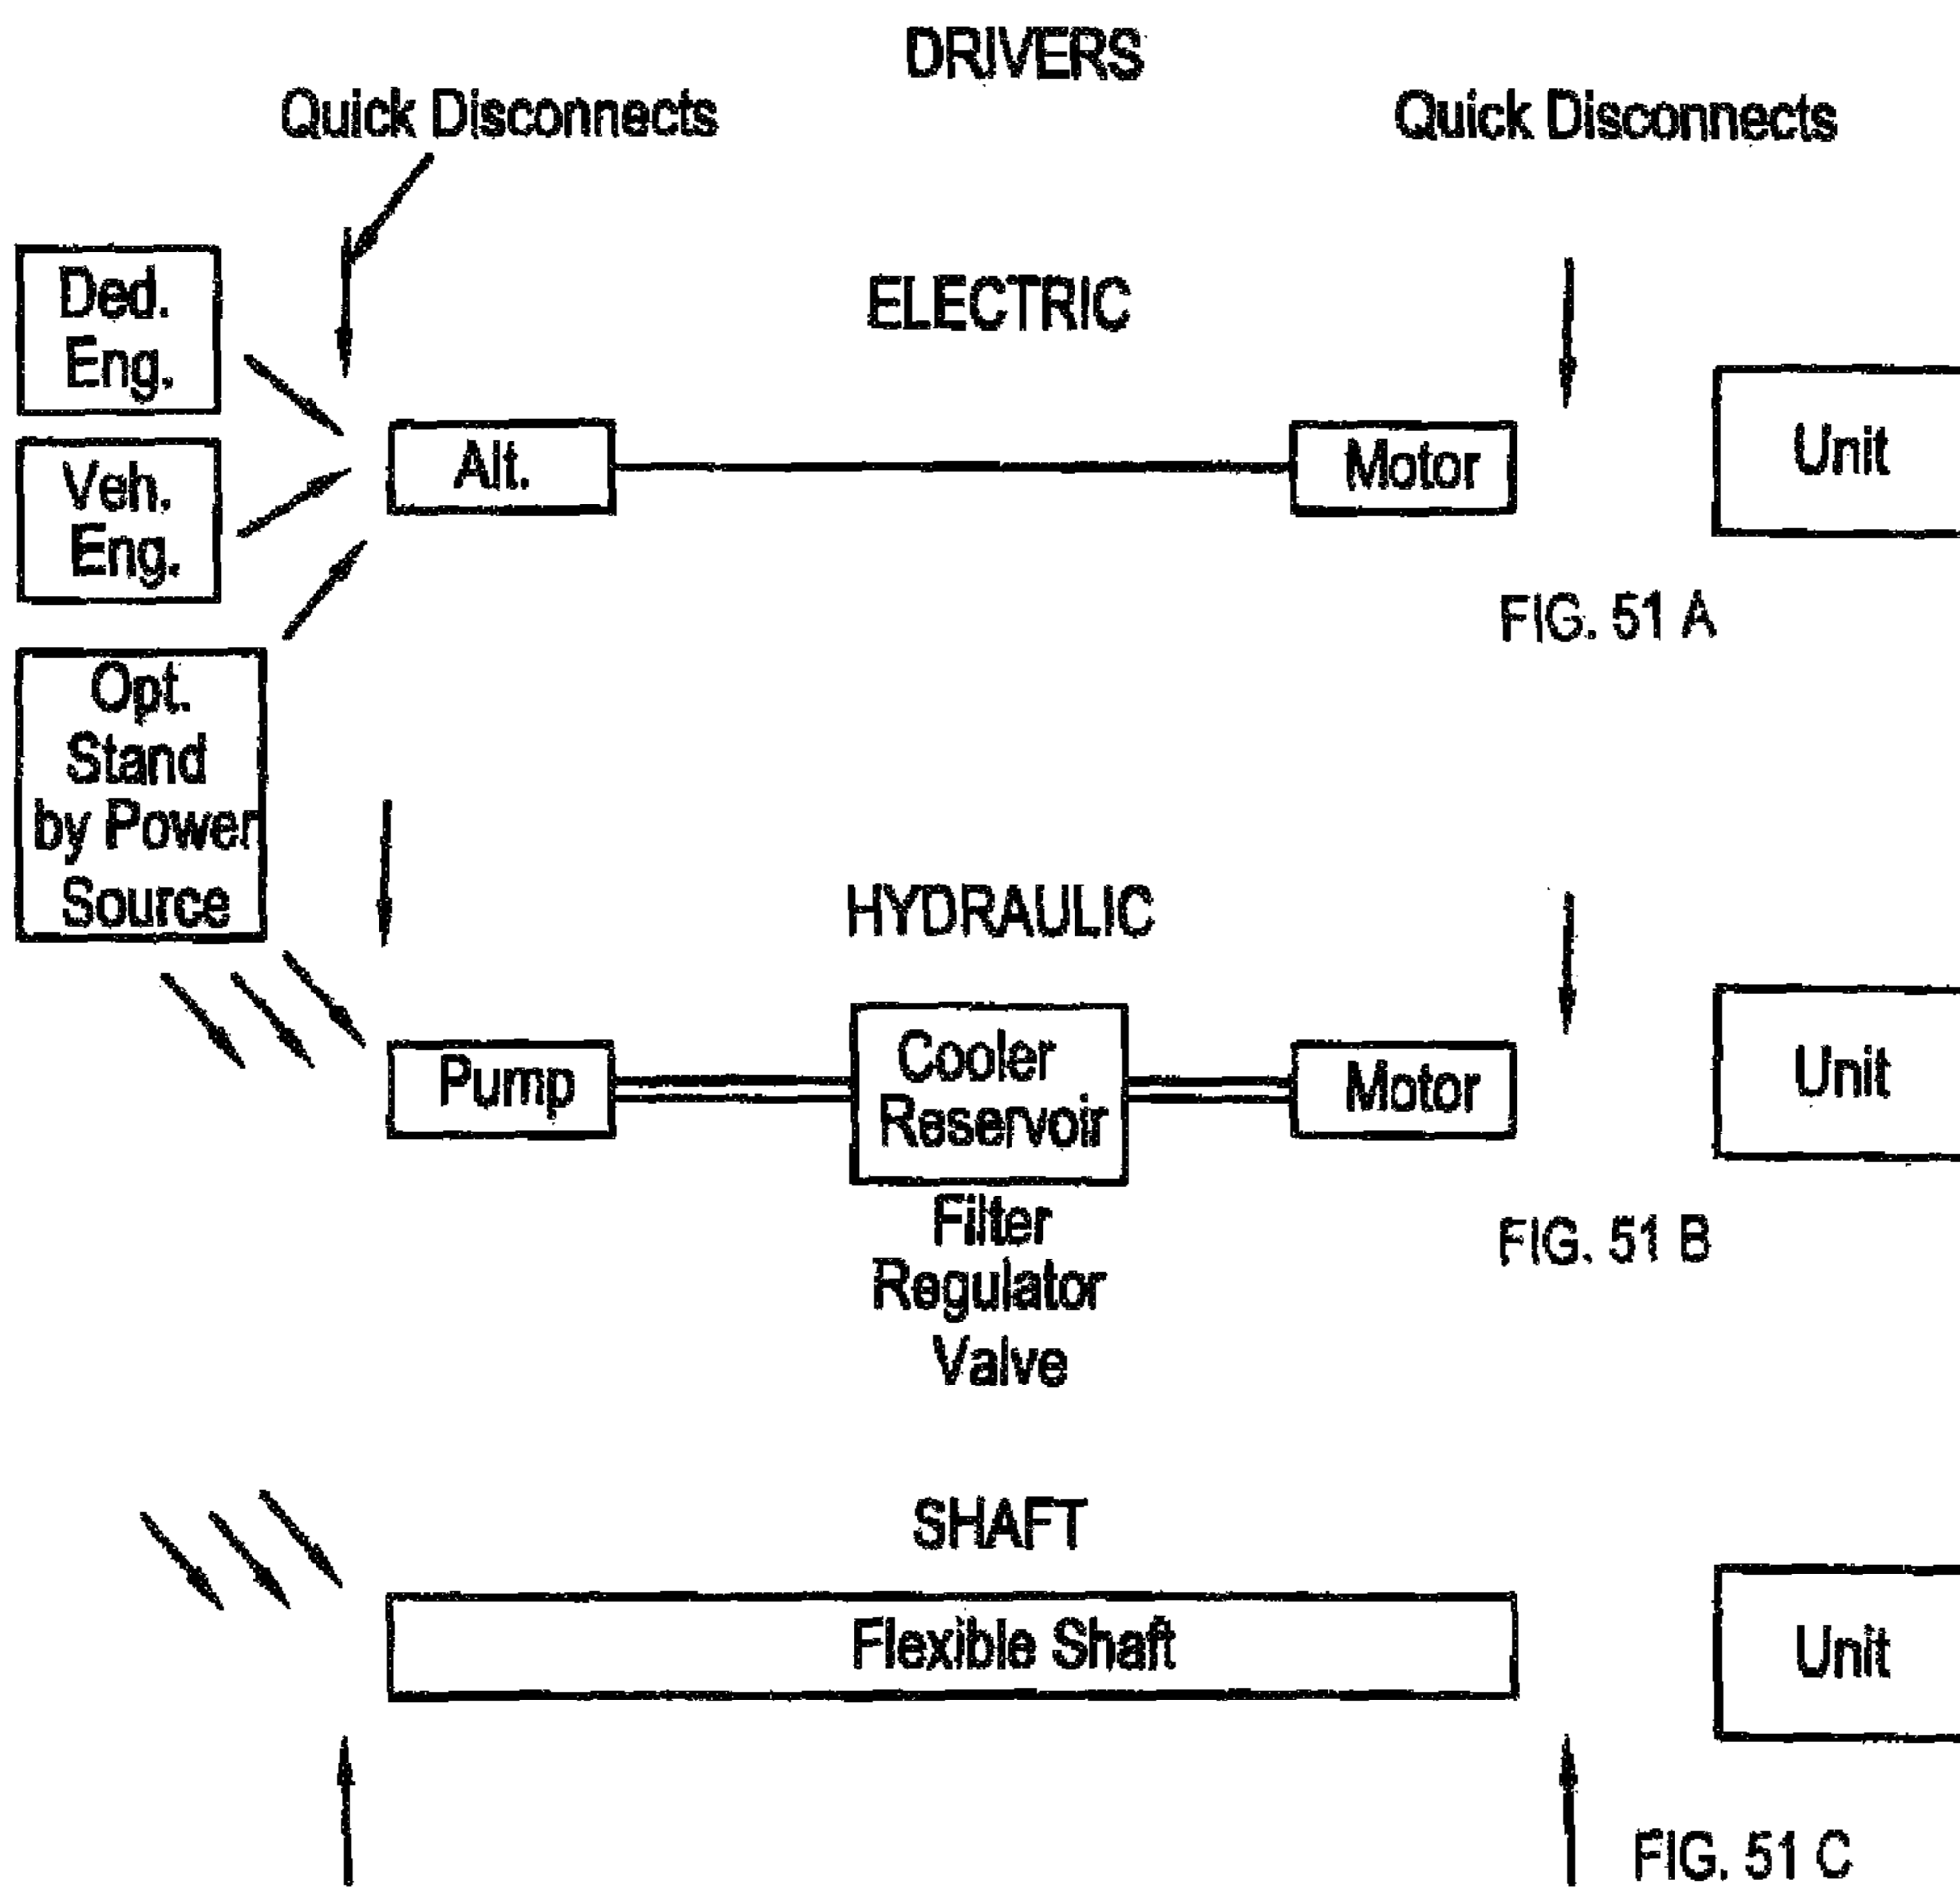 DRIVERS
Quick Disconnects
Quick Disconnects
Ded.
Eng.
ELECTRIC
Veh.
Eng.
Alt.
Motor
Unit
FIG. 51 A
Opt.
Stand
by Power
Source
HYDRAULIC
Pump
Cooler
Reservoir
Motor
Unit
Filter
Regulator
Valve
FIG. 51 B
SHAFT
Flexible Shaft
Unit
FIG. 51 C